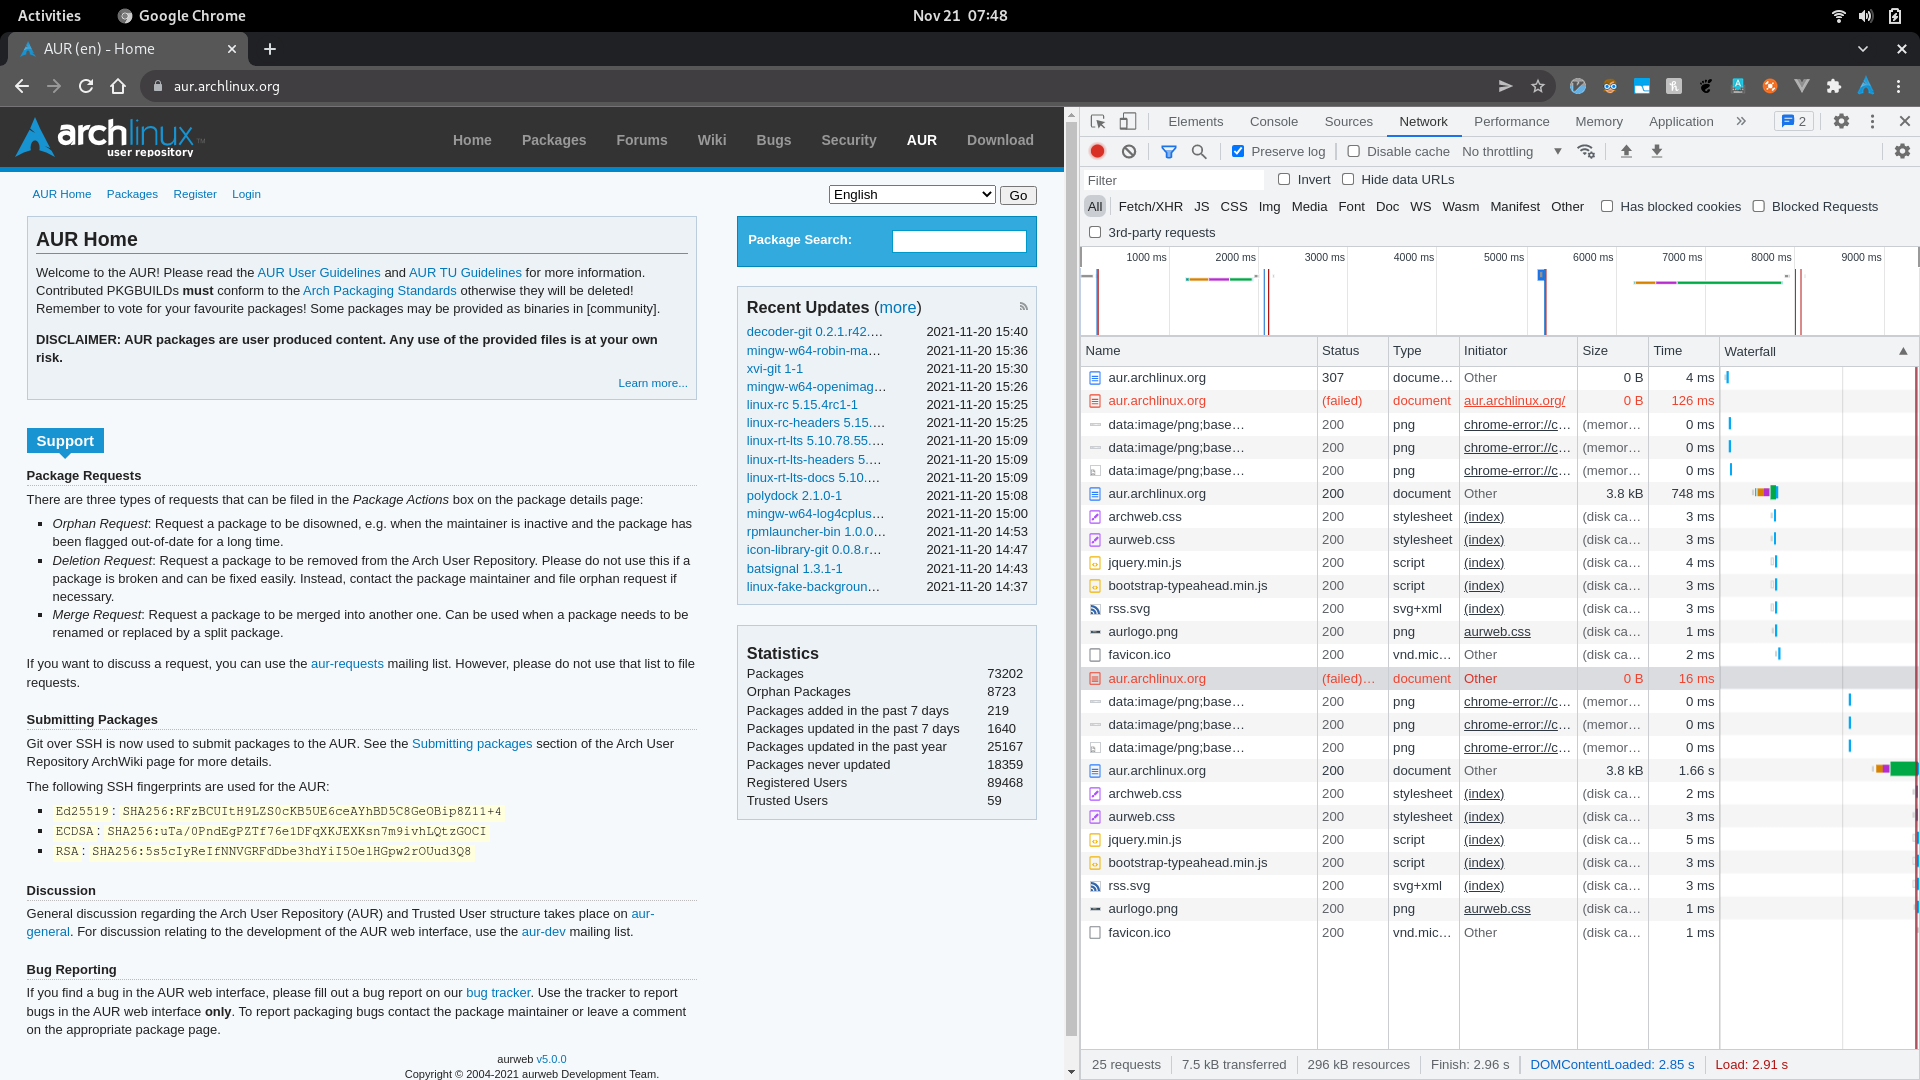 Activities
Google Chrome
Nov 21 07:48
AUR (en) - Home
aur.archlinux.org
archlinux
user repository
Home Packages Forums Wiki Bugs Security AUR Download
AUR Home Packages Register Login
English Go
AUR Home
Welcome to the AUR! Please read the AUR User Guidelines and AUR TU Guidelines for more information.
Contributed PKGBUILDs must conform to the Arch Packaging Standards otherwise they will be deleted!
Remember to vote for your favourite packages! Some packages may be provided as binaries in [community].
DISCLAIMER: AUR packages are user produced content. Any use of the provided files is at your own
risk.
Learn more...
Support
Package Requests
There are three types of requests that can be filed in the Package Actions box on the package details page:
Orphan Request: Request a package to be disowned, e.g. when the maintainer is inactive and the package has
been flagged out-of-date for a long time.
Deletion Request: Request a package to be removed from the Arch User Repository. Please do not use this if a
package is broken and can be fixed easily. Instead, contact the package maintainer and file orphan request if
necessary.
Merge Request: Request a package to be merged into another one. Can be used when a package needs to be
renamed or replaced by a split package.
If you want to discuss a request, you can use the aur-requests mailing list. However, please do not use that list to file
requests.
Submitting Packages
Git over SSH is now used to submit packages to the AUR. See the Submitting packages section of the Arch User
Repository ArchWiki page for more details.
The following SSH fingerprints are used for the AUR:
Ed25519: SHA256:RFzBCUItH9LZS0cKB5UE6ceAYhBD5C8GeOBip8Z11+4
ECDSA: SHA256:uTa/0PndEgPZTf76e1DFqXKJEXKsn7m9ivhLQtzGOCI
RSA: SHA256:5s5cIyReIfNNVGRFdDbe3hdYiI5OelHGpw2rOUud3Q8
Discussion
General discussion regarding the Arch User Repository (AUR) and Trusted User structure takes place on aur-
general. For discussion relating to the development of the AUR web interface, use the aur-dev mailing list.
Bug Reporting
If you find a bug in the AUR web interface, please fill out a bug report on our bug tracker. Use the tracker to report
bugs in the AUR web interface only. To report packaging bugs contact the package maintainer or leave a comment
on the appropriate package page.
aurweb v5.0.0
Copyright © 2004-2021 aurweb Development Team.
Package Search:
Recent Updates (more)
decoder-git 0.2.1.r42.… 2021-11-20 15:40
mingw-w64-robin-ma… 2021-11-20 15:36
xvi-git 1-1 2021-11-20 15:30
mingw-w64-openimag… 2021-11-20 15:26
linux-rc 5.15.4rc1-1 2021-11-20 15:25
linux-rc-headers 5.15.… 2021-11-20 15:25
linux-rt-lts 5.10.78.55.… 2021-11-20 15:09
linux-rt-lts-headers 5.… 2021-11-20 15:09
linux-rt-lts-docs 5.10.… 2021-11-20 15:09
polydock 2.1.0-1 2021-11-20 15:08
mingw-w64-log4cplus… 2021-11-20 15:00
rpmlauncher-bin 1.0.0… 2021-11-20 14:53
icon-library-git 0.0.8.r… 2021-11-20 14:47
batsignal 1.3.1-1 2021-11-20 14:43
linux-fake-backgroun… 2021-11-20 14:37
Statistics
Packages 73202
Orphan Packages 8723
Packages added in the past 7 days 219
Packages updated in the past 7 days 1640
Packages updated in the past year 25167
Packages never updated 18359
Registered Users 89468
Trusted Users 59
Elements Console Sources Network Performance Memory Application » 2
Preserve log Disable cache No throttling
Filter Invert Hide data URLs
All Fetch/XHR JS CSS Img Media Font Doc WS Wasm Manifest Other Has blocked cookies Blocked Requests
3rd-party requests
1000 ms 2000 ms 3000 ms 4000 ms 5000 ms 6000 ms 7000 ms 8000 ms 9000 ms
Name Status Type Initiator Size Time Waterfall
aur.archlinux.org 307 docume… Other 0 B 4 ms
aur.archlinux.org (failed) document aur.archlinux.org/ 0 B 126 ms
data:image/png;base… 200 png chrome-error://c… (memor… 0 ms
data:image/png;base… 200 png chrome-error://c… (memor… 0 ms
data:image/png;base… 200 png chrome-error://c… (memor… 0 ms
aur.archlinux.org 200 document Other 3.8 kB 748 ms
archweb.css 200 stylesheet (index) (disk ca… 3 ms
aurweb.css 200 stylesheet (index) (disk ca… 3 ms
jquery.min.js 200 script (index) (disk ca… 4 ms
bootstrap-typeahead.min.js 200 script (index) (disk ca… 3 ms
rss.svg 200 svg+xml (index) (disk ca… 3 ms
aurlogo.png 200 png aurweb.css (disk ca… 1 ms
favicon.ico 200 vnd.mic… Other (disk ca… 2 ms
aur.archlinux.org (failed)… document Other 0 B 16 ms
data:image/png;base… 200 png chrome-error://c… (memor… 0 ms
data:image/png;base… 200 png chrome-error://c… (memor… 0 ms
data:image/png;base… 200 png chrome-error://c… (memor… 0 ms
aur.archlinux.org 200 document Other 3.8 kB 1.66 s
archweb.css 200 stylesheet (index) (disk ca… 2 ms
aurweb.css 200 stylesheet (index) (disk ca… 3 ms
jquery.min.js 200 script (index) (disk ca… 5 ms
bootstrap-typeahead.min.js 200 script (index) (disk ca… 3 ms
rss.svg 200 svg+xml (index) (disk ca… 3 ms
aurlogo.png 200 png aurweb.css (disk ca… 1 ms
favicon.ico 200 vnd.mic… Other (disk ca… 1 ms
25 requests 7.5 kB transferred 296 kB resources Finish: 2.96 s DOMContentLoaded: 2.85 s Load: 2.91 s